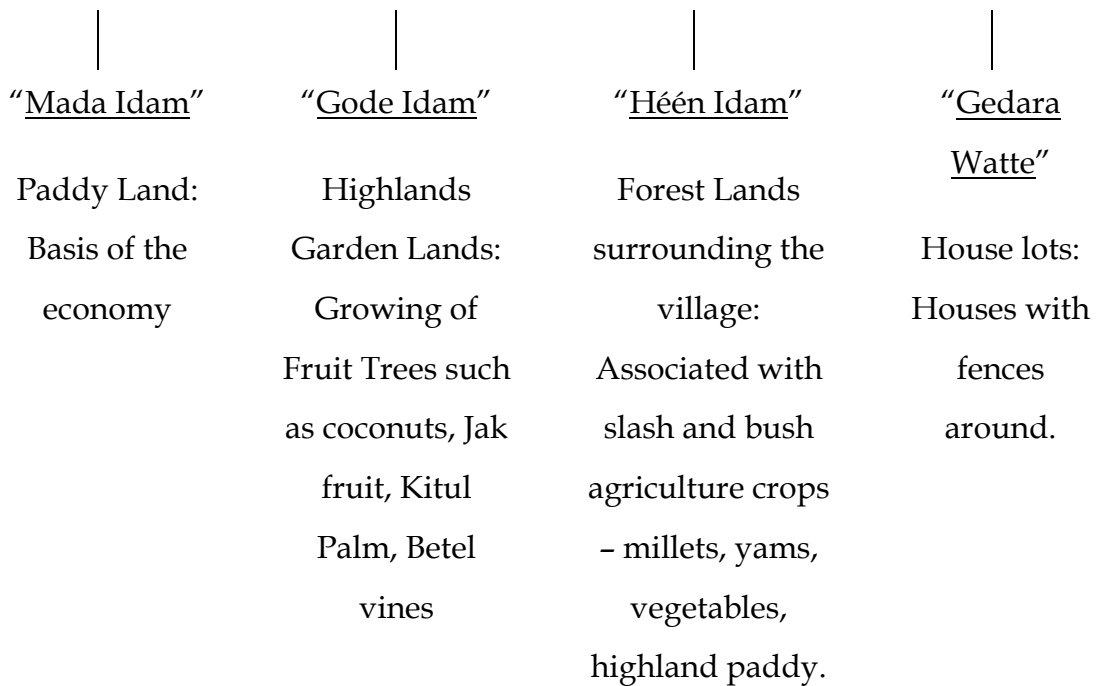 “Mada Idam”
Paddy Land:
Basis of the
economy
“Gode Idam”
Highlands
Garden Lands:
Growing of
Fruit Trees such
as coconuts, Jak
fruit, Kitul
Palm, Betel
vines
“Héén Idam”
Forest Lands
surrounding the
village:
Associated with
slash and bush
agriculture crops
– millets, yams,
vegetables,
highland paddy.
“Gedara
Watte”
House lots:
Houses with
fences
around.